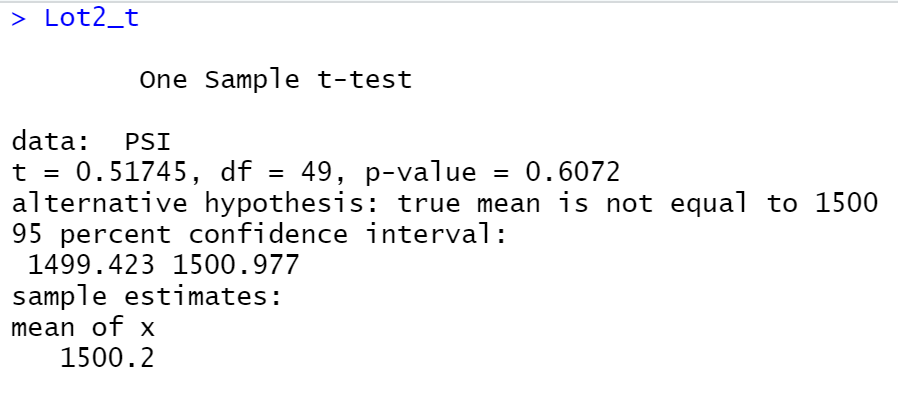 > Lot2_t
One Sample t-test
data:  PSI
t = 0.51745, df = 49, p-value = 0.6072
alternative hypothesis: true mean is not equal to 1500
95 percent confidence interval:
1499.423 1500.977
sample estimates:
mean of x
1500.2